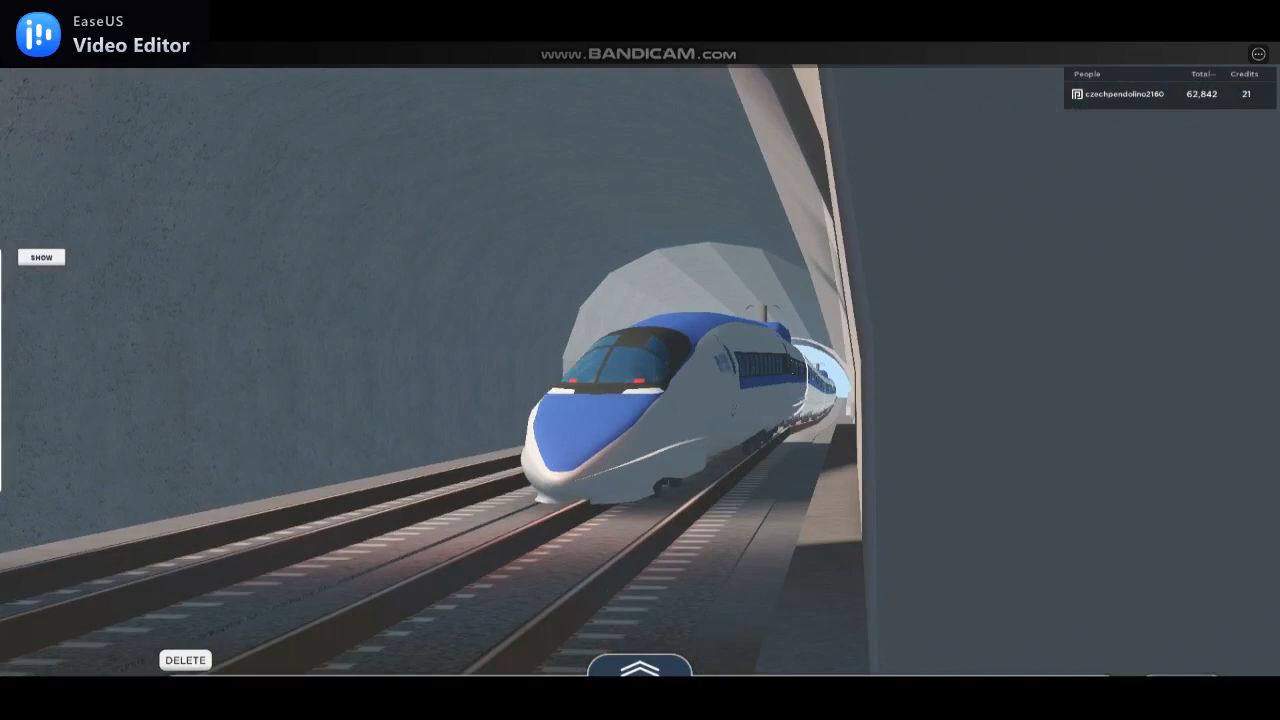 EaseUS
Video Editor
www.BANDICAM.com
People Total... Credits
czechpendolino2160 62,842 21
SHOW
DELETE